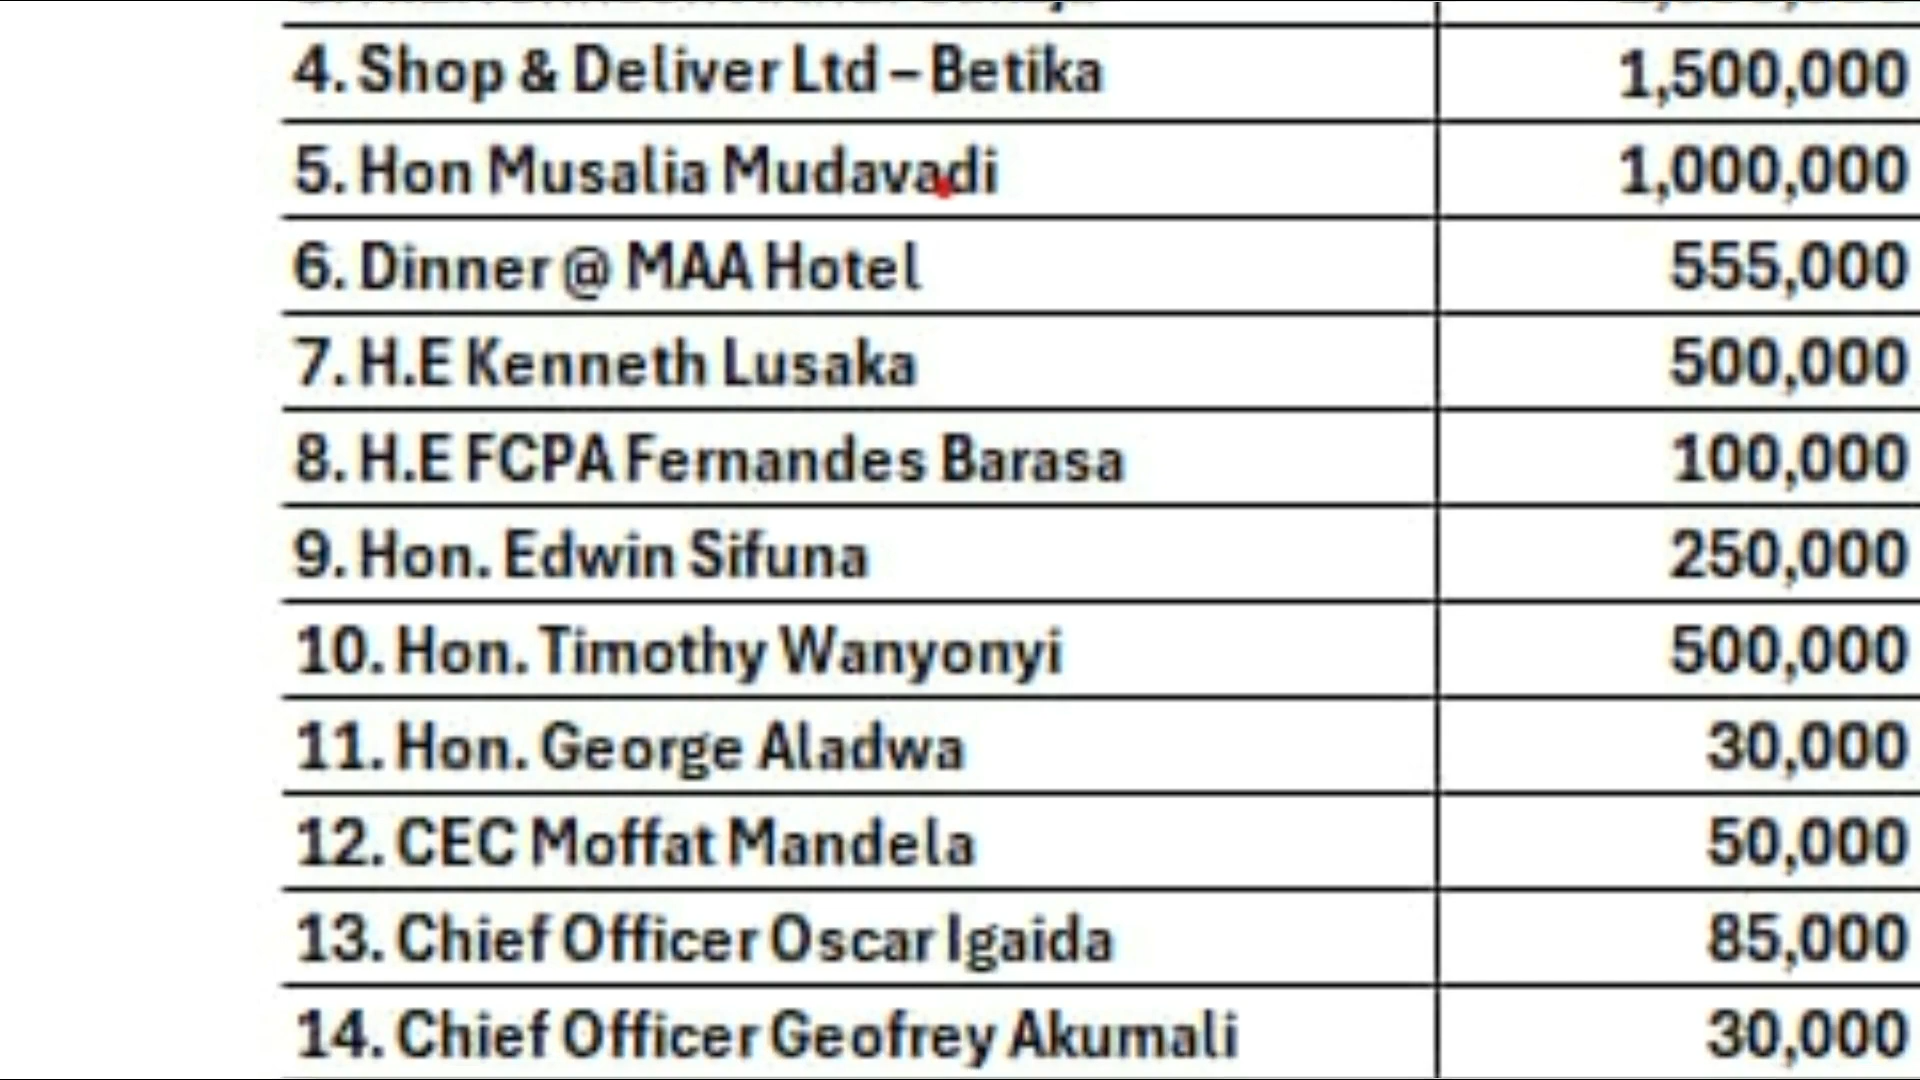 4. Shop & Deliver Ltd – Betika 1,500,000
5. Hon Musalia Mudavadi 1,000,000
6. Dinner @ MAA Hotel 555,000
7. H.E Kenneth Lusaka 500,000
8. H.E FCPA Fernandes Barasa 100,000
9. Hon. Edwin Sifuna 250,000
10. Hon. Timothy Wanyonyi 500,000
11. Hon. George Aladwa 30,000
12. CEC Moffat Mandela 50,000
13. Chief Officer Oscar Igaida 85,000
14. Chief Officer Geofrey Akumali 30,000